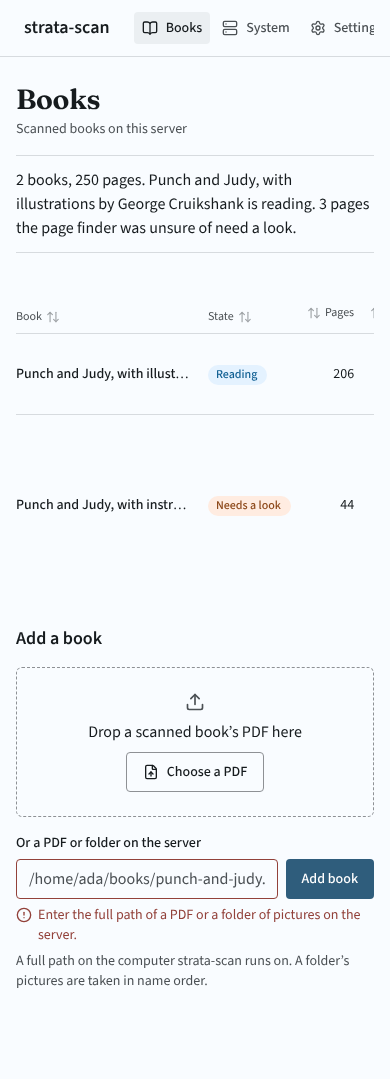 strata-scan Books System Setting
Books
Scanned books on this server
2 books, 250 pages. Punch and Judy, with
illustrations by George Cruikshank is reading. 3 pages
the page finder was unsure of need a look.
Book State Pages
Punch and Judy, with illust… Reading 206
Punch and Judy, with instr… Needs a look 44
Add a book
Drop a scanned book’s PDF here
Choose a PDF
Or a PDF or folder on the server
/home/ada/books/punch-and-judy. Add book
Enter the full path of a PDF or a folder of pictures on the
server.
A full path on the computer strata-scan runs on. A folder’s
pictures are taken in name order.